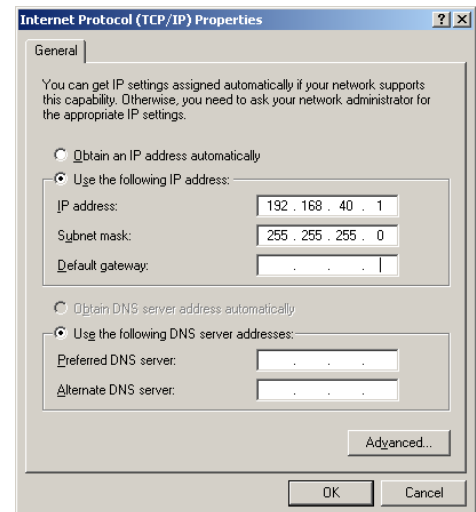 Internet Protocol (TCP/IP) Properties
General
You can get IP settings assigned automatically if your network supports
this capability. Otherwise, you need to ask your network administrator for
the appropriate IP settings.
Obtain an IP address automatically
Use the following IP address:
IP address: 192 . 168 . 40 . 1
Subnet mask: 255 . 255 . 255 . 0
Default gateway: . . .
Obtain DNS server address automatically
Use the following DNS server addresses:
Preferred DNS server: . . .
Alternate DNS server: . . .
Advanced...
OK Cancel